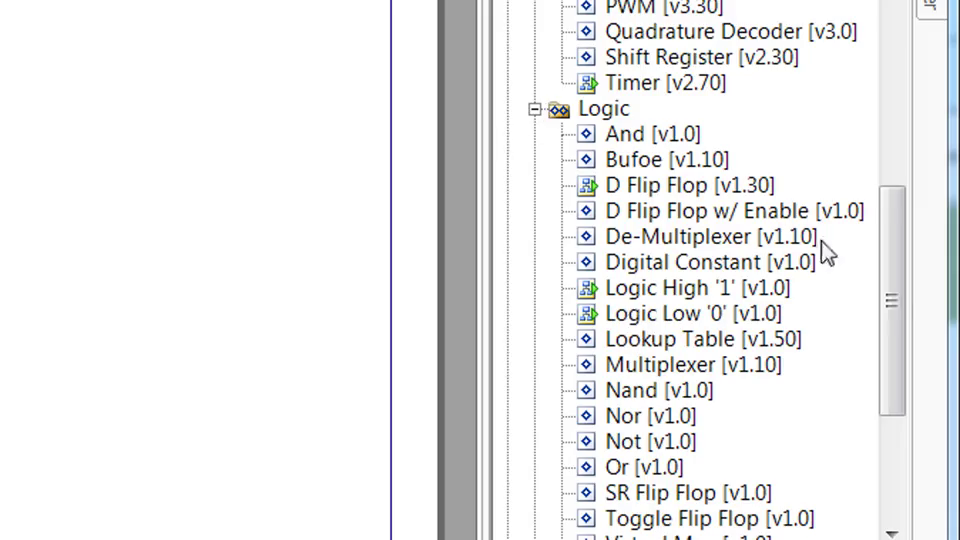 PWM [v3.30]
Quadrature Decoder [v3.0]
Shift Register [v2.30]
Timer [v2.70]
Logic
And [v1.0]
Bufoe [v1.10]
D Flip Flop [v1.30]
D Flip Flop w/ Enable [v1.0]
De-Multiplexer [v1.10]
Digital Constant [v1.0]
Logic High '1' [v1.0]
Logic Low '0' [v1.0]
Lookup Table [v1.50]
Multiplexer [v1.10]
Nand [v1.0]
Nor [v1.0]
Not [v1.0]
Or [v1.0]
SR Flip Flop [v1.0]
Toggle Flip Flop [v1.0]